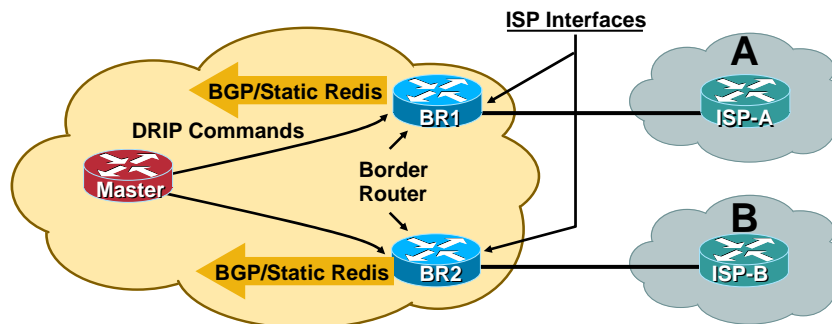 ISP Interfaces
A
BGP/Static Redis
BR1
ISP-A
DRIP Commands
Master
Border
Router
B
BGP/Static Redis
BR2
ISP-B